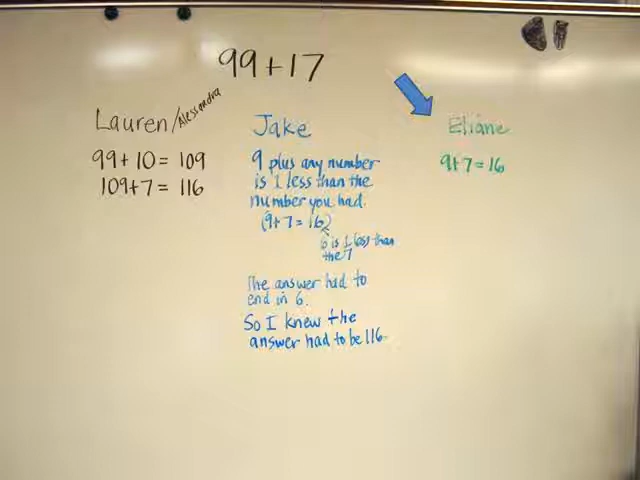 99+17
Lauren/Alessandra
99+10= 109
109+7= 116
Jake
9 plus any number
is 1 less than the
number you had.
(9+7=16)
6 is 1 less than
the 7
The answer had to
end in 6.
So I knew the
answer had to be 116.
Eliane
9+7=16